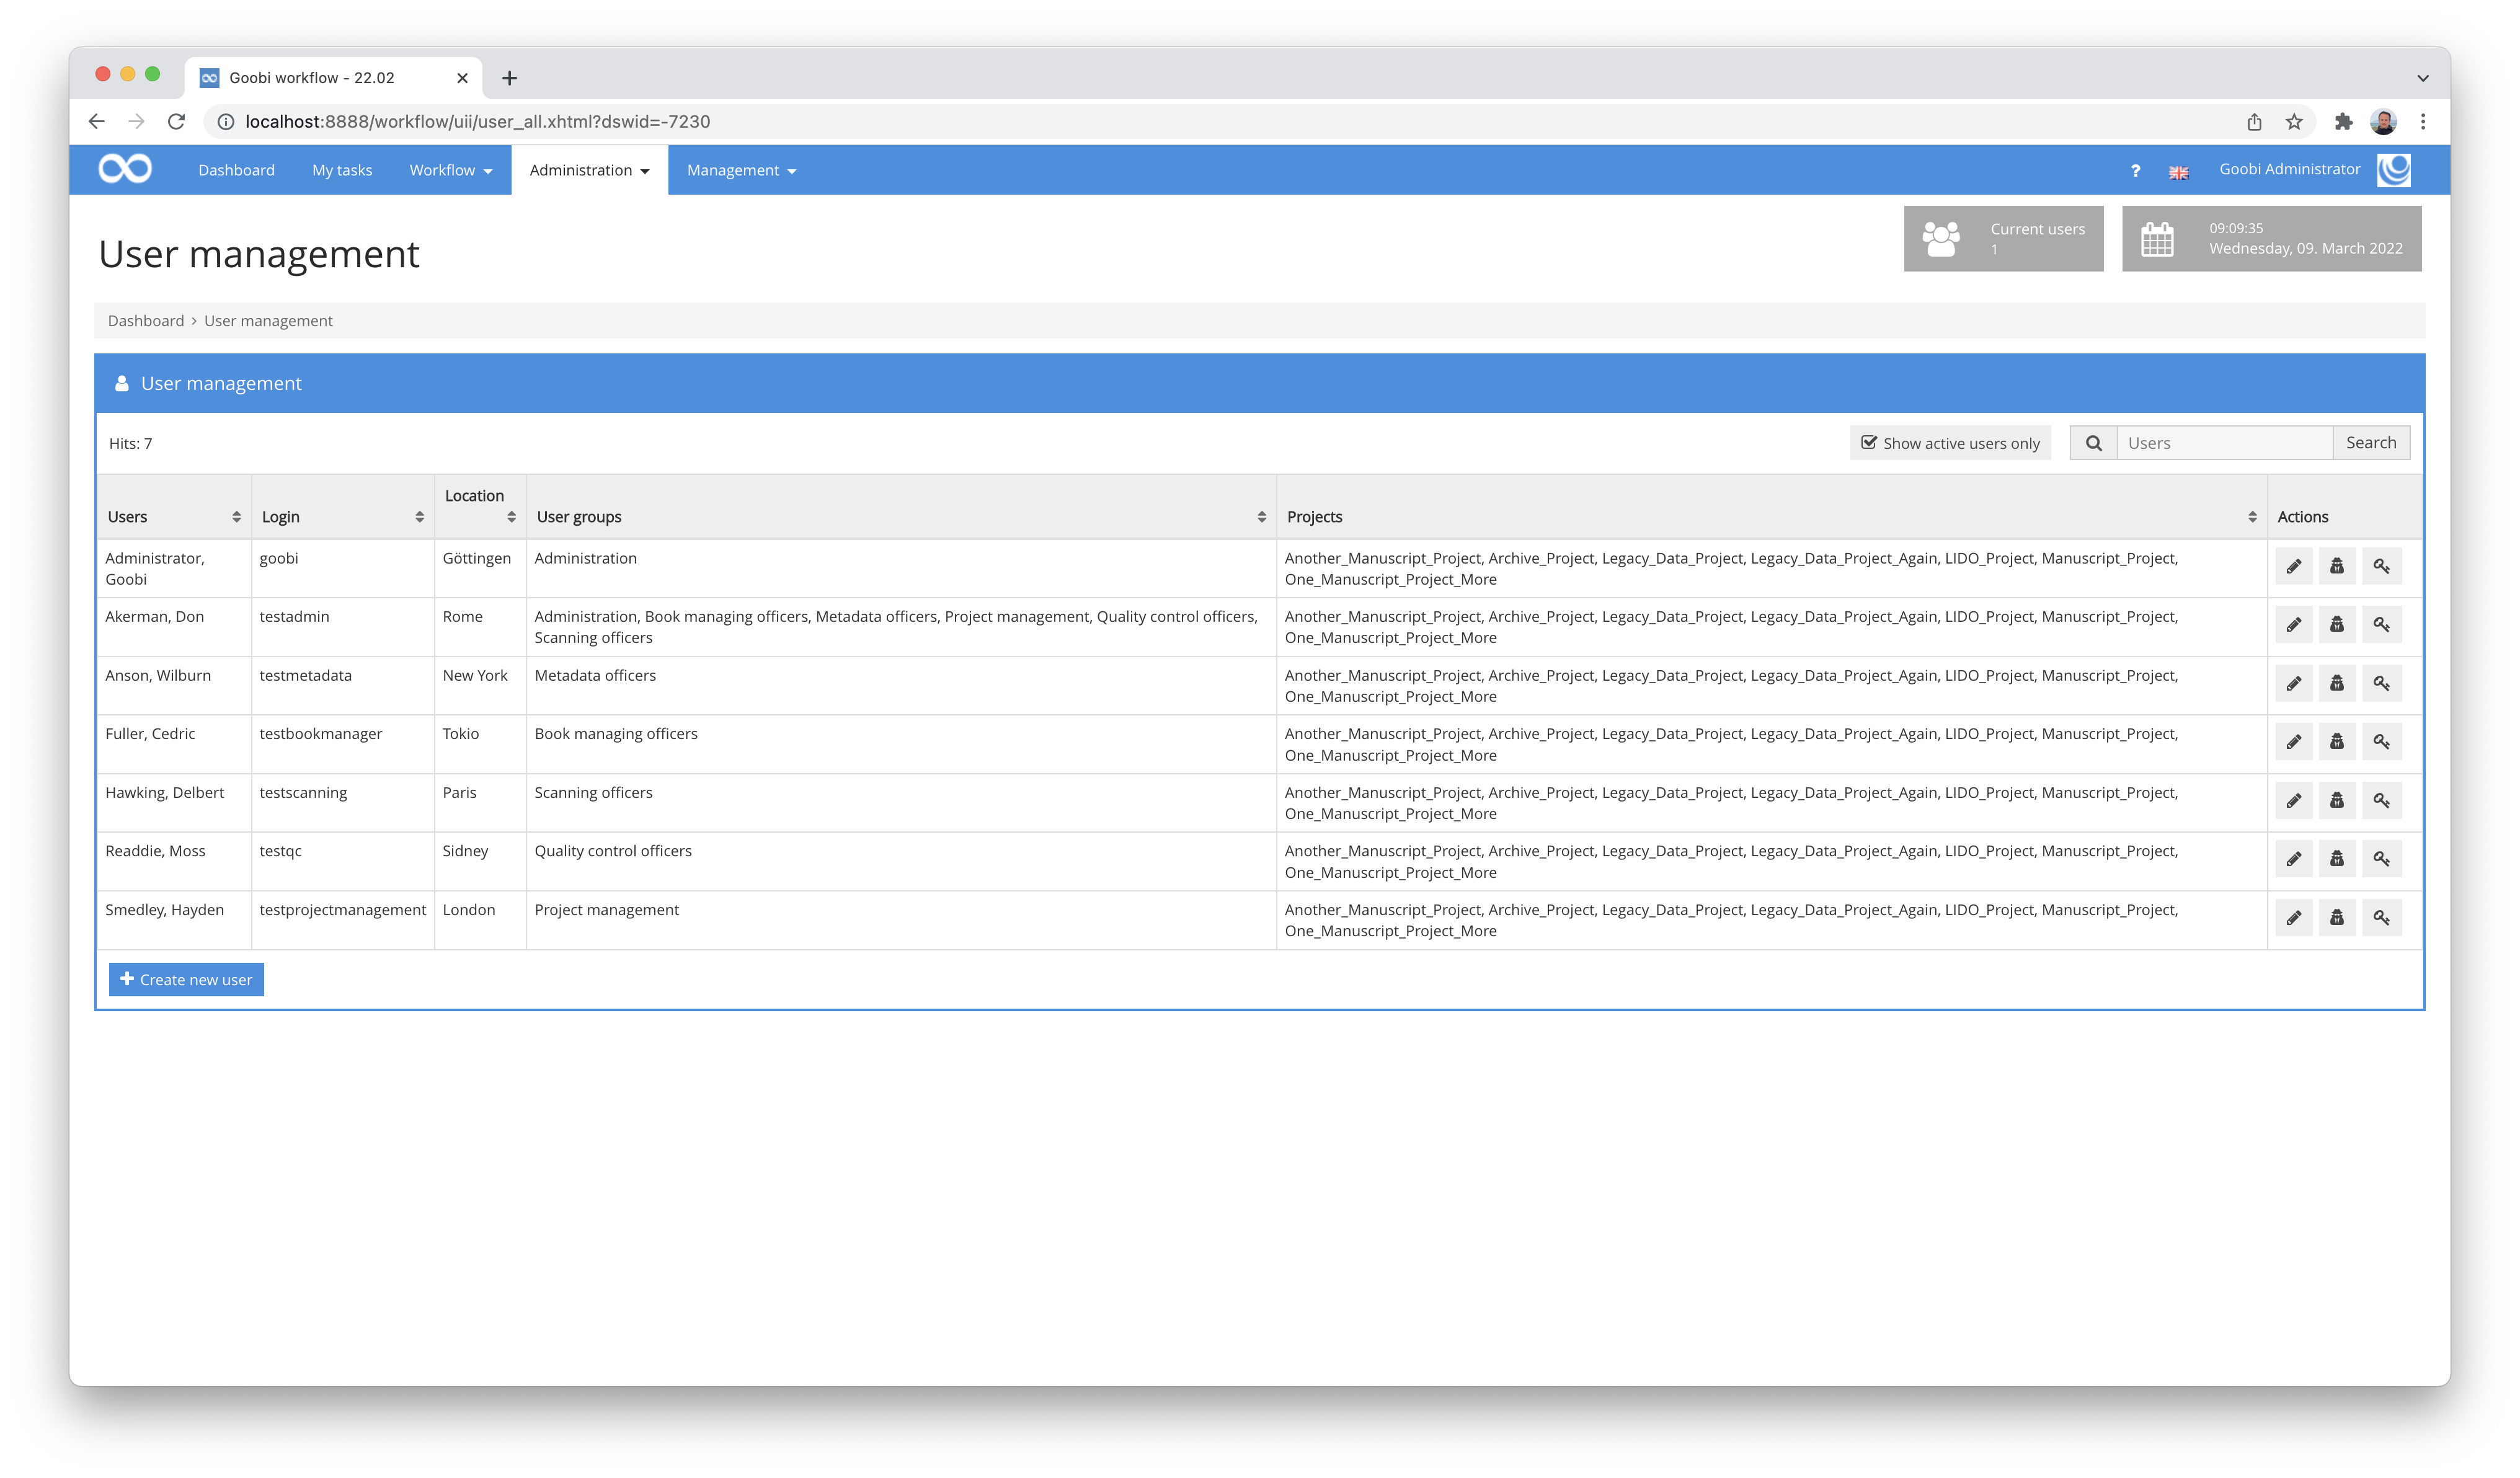 Goobi workflow - 22.02
localhost:8888/workflow/uii/user_all.xhtml?dswid=-7230
Dashboard My tasks Workflow Administration Management ? Goobi Administrator
User management
Current users
1
09:09:35
Wednesday, 09. March 2022
Dashboard › User management
User management
Hits: 7
Show active users only
Users
Search
Users Login Location User groups Projects Actions
Administrator, Goobi goobi Göttingen Administration Another_Manuscript_Project, Archive_Project, Legacy_Data_Project, Legacy_Data_Project_Again, LIDO_Project, Manuscript_Project,
One_Manuscript_Project_More
Akerman, Don testadmin Rome Administration, Book managing officers, Metadata officers, Project management, Quality control officers, Scanning officers Another_Manuscript_Project, Archive_Project, Legacy_Data_Project, Legacy_Data_Project_Again, LIDO_Project, Manuscript_Project,
One_Manuscript_Project_More
Anson, Wilburn testmetadata New York Metadata officers Another_Manuscript_Project, Archive_Project, Legacy_Data_Project, Legacy_Data_Project_Again, LIDO_Project, Manuscript_Project,
One_Manuscript_Project_More
Fuller, Cedric testbookmanager Tokio Book managing officers Another_Manuscript_Project, Archive_Project, Legacy_Data_Project, Legacy_Data_Project_Again, LIDO_Project, Manuscript_Project,
One_Manuscript_Project_More
Hawking, Delbert testscanning Paris Scanning officers Another_Manuscript_Project, Archive_Project, Legacy_Data_Project, Legacy_Data_Project_Again, LIDO_Project, Manuscript_Project,
One_Manuscript_Project_More
Readdie, Moss testqc Sidney Quality control officers Another_Manuscript_Project, Archive_Project, Legacy_Data_Project, Legacy_Data_Project_Again, LIDO_Project, Manuscript_Project,
One_Manuscript_Project_More
Smedley, Hayden testprojectmanagement London Project management Another_Manuscript_Project, Archive_Project, Legacy_Data_Project, Legacy_Data_Project_Again, LIDO_Project, Manuscript_Project,
One_Manuscript_Project_More
Create new user